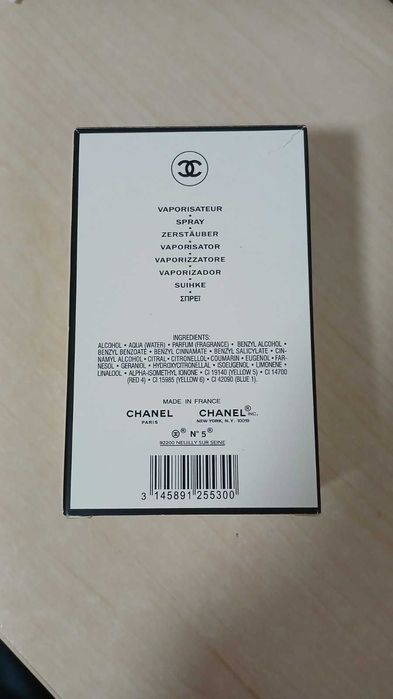 VAPORISATEUR
•
SPRAY
•
ZERSTÄUBER
•
VAPORISATOR
•
VAPORIZZATORE
•
VAPORIZADOR
•
SUIHKE
•
ΣΠΡΕΪ
INGREDIENTS:
ALCOHOL • AQUA (WATER) • PARFUM (FRAGRANCE) • BENZYL ALCOHOL •
BENZYL BENZOATE • BENZYL CINNAMATE • BENZYL SALICYLATE • CIN-
NAMYL ALCOHOL • CITRAL • CITRONELLOL • COUMARIN • EUGENOL • FAR-
NESOL • GERANIOL • HYDROXYCITRONELLAL • ISOEUGENOL • LIMONENE •
LINALOOL • ALPHA-ISOMETHYL IONONE • CI 19140 (YELLOW 5) • CI 14700
(RED 4) • CI 15985 (YELLOW 6) • CI 42090 (BLUE 1).
MADE IN FRANCE
CHANEL CHANEL® INC.
PARIS NEW YORK, N.Y. 10019
® N° 5®
92200 NEUILLY SUR SEINE
3 145891 255300